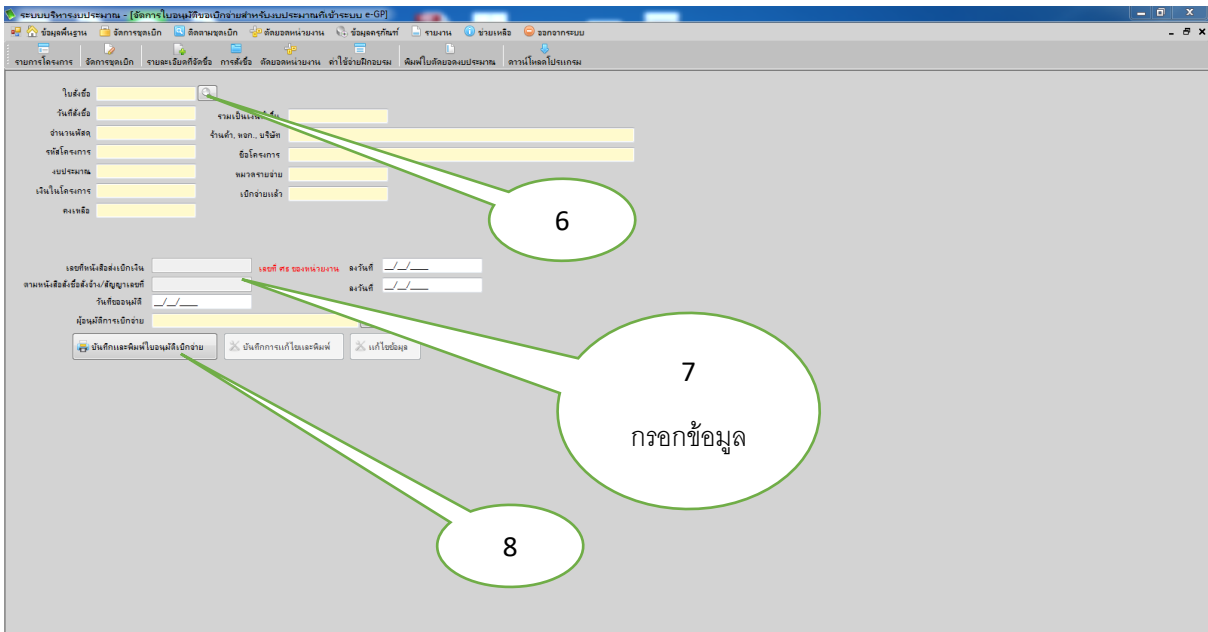 ระบบบริหารงบประมาณ - [จัดการใบอนุมัติขอเบิกจ่ายสำหรับงบประมาณที่เข้าระบบ e-GP]
ข้อมูลพื้นฐาน จัดการชุดเบิก ติดตามชุดเบิก ตัดยอดหน่วยงาน ข้อมูลครุภัณฑ์ รายงาน ช่วยเหลือ ออกจากระบบ
รายการโครงการ จัดการชุดเบิก รายละเอียดที่จัดซื้อ การสั่งซื้อ ตัดยอดหน่วยงาน ค่าใช้จ่ายฝึกอบรม พิมพ์ใบตัดยอดงบประมาณ ดาวน์โหลดโปรแกรม
ใบสั่งซื้อ
วันที่สั่งซื้อ
จำนวนพัสดุ ร้านค้า, หจก., บริษัท
รหัสโครงการ ชื่อโครงการ
งบประมาณ หมวดรายจ่าย
เงินในโครงการ เบิกจ่ายแล้ว
คงเหลือ
6
เลขที่หนังสือส่งเบิกเงิน เลขที่ ศธ ของหน่วยงาน ลงวันที่ __/__/____
ตามหนังสือสั่งซื้อสั่งจ้าง/สัญญาเลขที่ ลงวันที่ __/__/____
วันที่ขออนุมัติ __/__/____
ผู้อนุมัติการเบิกจ่าย
บันทึกและพิมพ์ใบอนุมัติเบิกจ่าย บันทึกการแก้ไขและพิมพ์ แก้ไขข้อมูล
7
กรอกข้อมูล
8